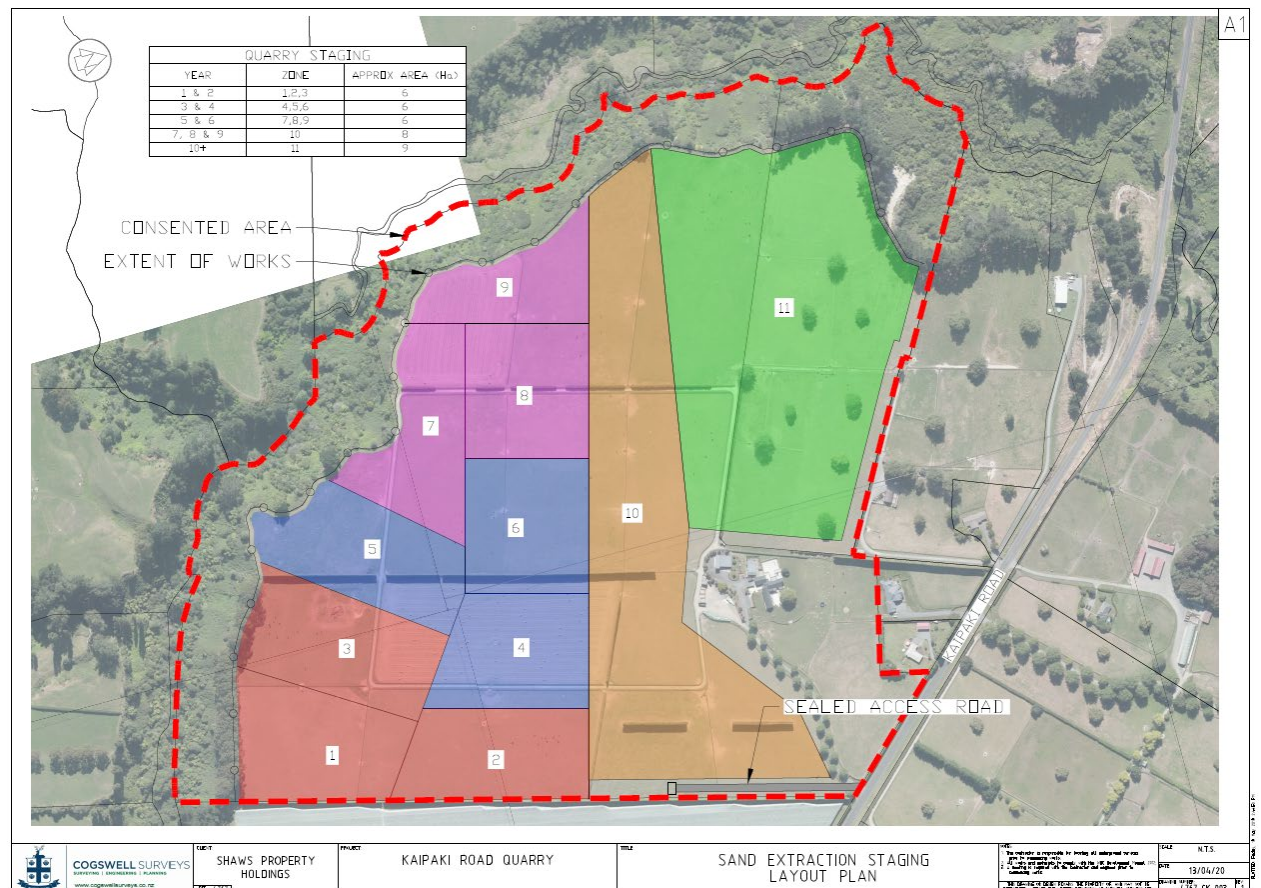 A1
QUARRY STAGING
YEAR ZONE APPROX AREA (Ha)
1 & 2 1,2,3 6
3 & 4 4,5,6 6
5 & 6 7,8,9 6
7, 8 & 9 10 8
10+ 11 9
CONSENTED AREA
EXTENT OF WORKS
9
11
8
7
10
6
5
KAIPAKI ROAD
3
4
SEALED ACCESS ROAD
1
2
COGSWELL SURVEYS
SURVEYING | ENGINEERING | PLANNING
www.cogswellsurveys.co.nz
CLIENT
SHAWS PROPERTY
HOLDINGS
PROJECT
KAIPAKI ROAD QUARRY
TITLE
SAND EXTRACTION STAGING
LAYOUT PLAN
SCALE
N.T.S.
DATE
13/04/20